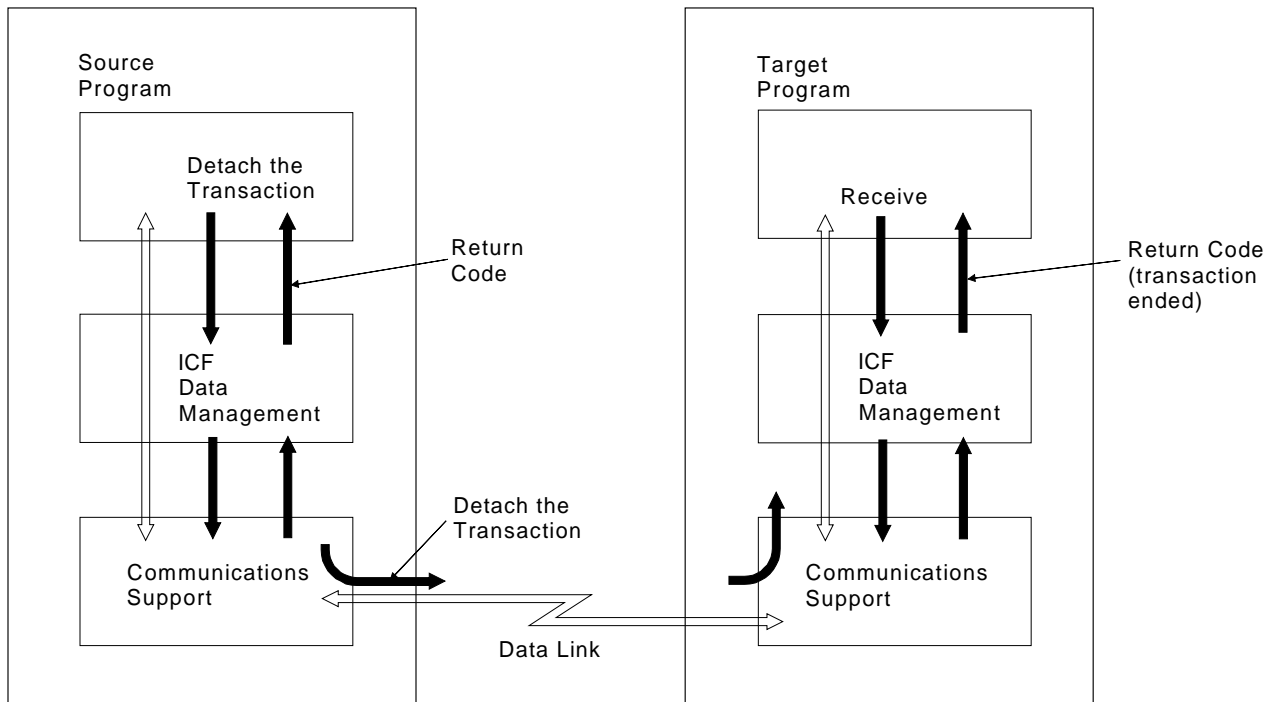 Source
Program
Detach the
Transaction
Return
Code
ICF
Data
Management
Detach the
Transaction
Communications
Support
Data Link
Target
Program
Receive
Return Code
(transaction
ended)
ICF
Data
Management
Communications
Support